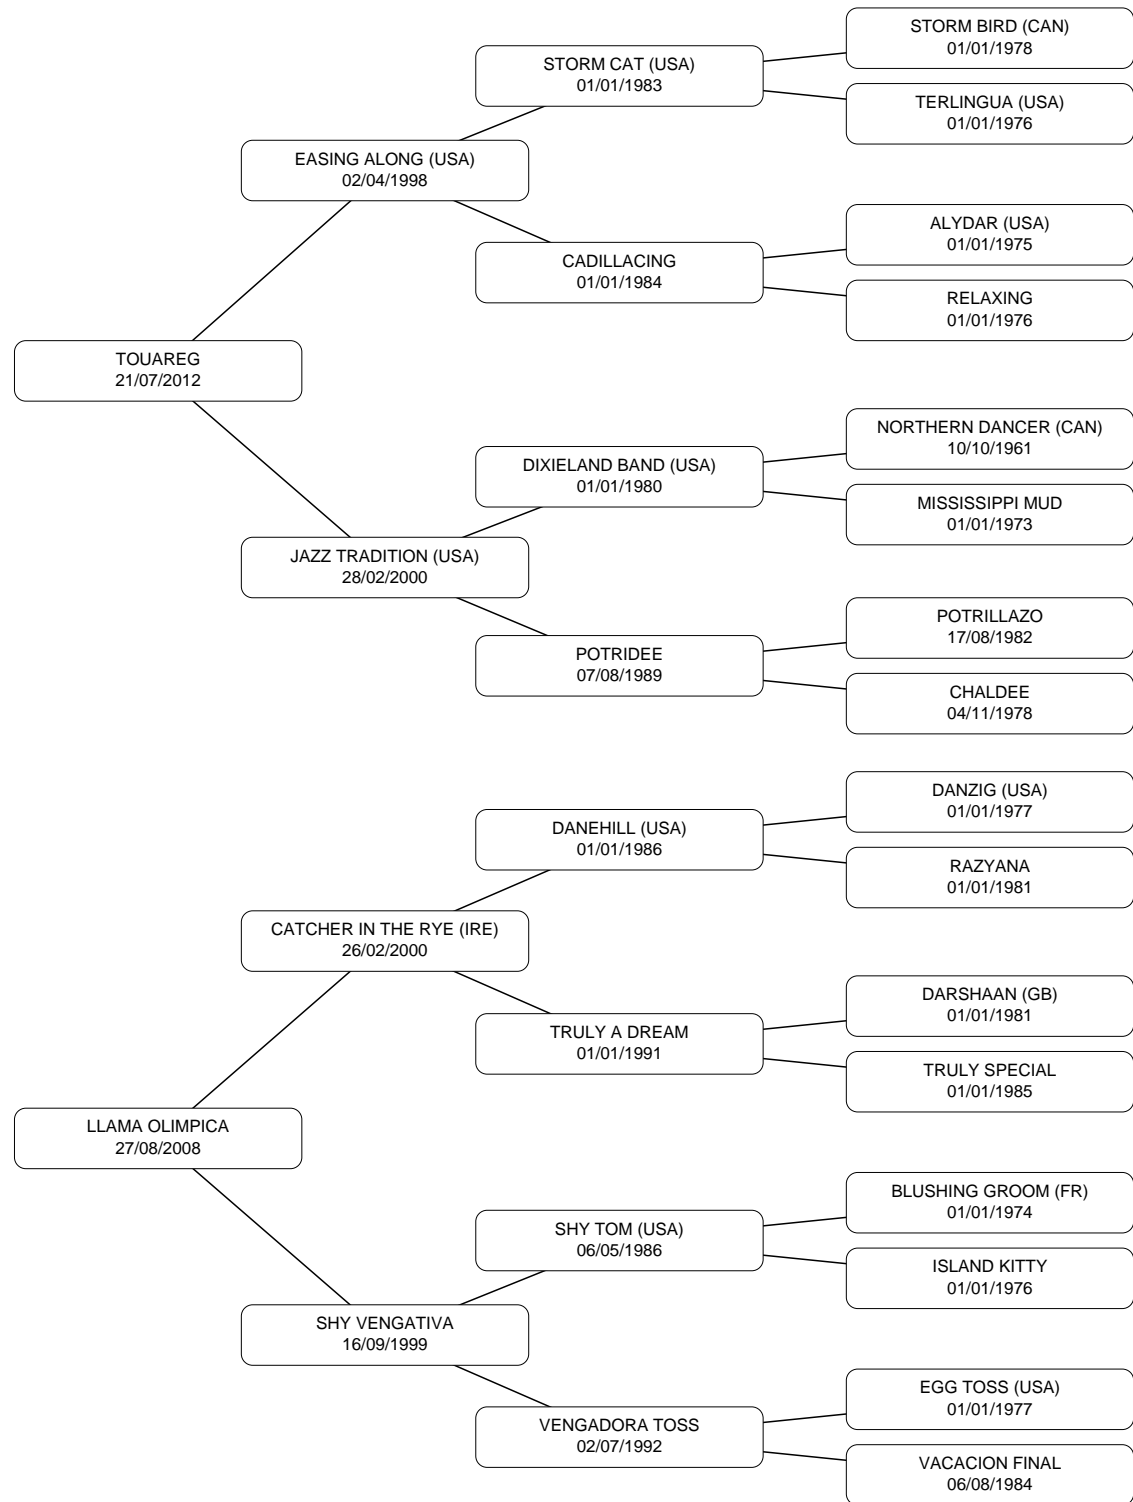 STORM BIRD (CAN)
01/01/1978
STORM CAT (USA)
01/01/1983
TERLINGUA (USA)
01/01/1976
EASING ALONG (USA)
02/04/1998
ALYDAR (USA)
01/01/1975
CADILLACING
01/01/1984
RELAXING
01/01/1976
TOUAREG
21/07/2012
NORTHERN DANCER (CAN)
10/10/1961
DIXIELAND BAND (USA)
01/01/1980
MISSISSIPPI MUD
01/01/1973
JAZZ TRADITION (USA)
28/02/2000
POTRILLAZO
17/08/1982
POTRIDEE
07/08/1989
CHALDEE
04/11/1978
DANZIG (USA)
01/01/1977
DANEHILL (USA)
01/01/1986
RAZYANA
01/01/1981
CATCHER IN THE RYE (IRE)
26/02/2000
DARSHAAN (GB)
01/01/1981
TRULY A DREAM
01/01/1991
TRULY SPECIAL
01/01/1985
LLAMA OLIMPICA
27/08/2008
BLUSHING GROOM (FR)
01/01/1974
SHY TOM (USA)
06/05/1986
ISLAND KITTY
01/01/1976
SHY VENGATIVA
16/09/1999
EGG TOSS (USA)
01/01/1977
VENGADORA TOSS
02/07/1992
VACACION FINAL
06/08/1984